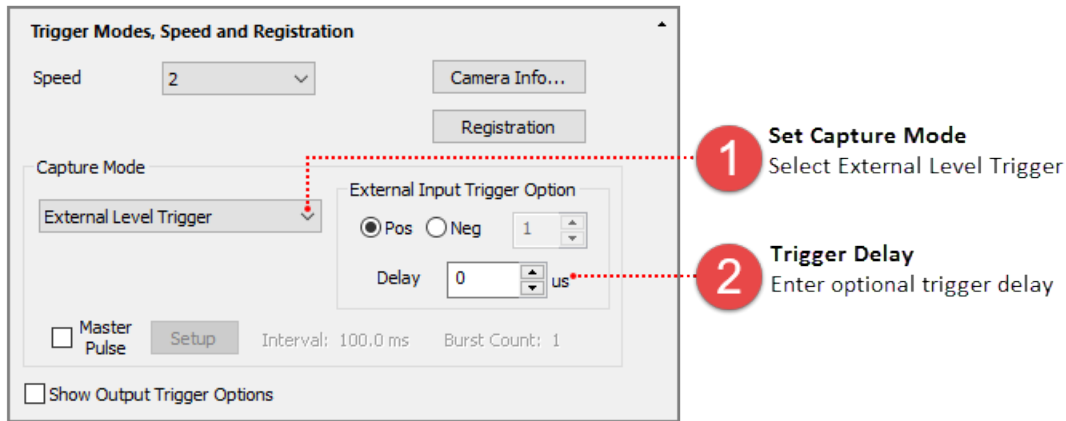 Trigger Modes, Speed and Registration
Speed 2 Camera Info...
Registration
Capture Mode
External Level Trigger
External Input Trigger Option
Pos Neg 1
Delay 0 us
Master
Pulse
Setup Interval: 100.0 ms Burst Count: 1
Show Output Trigger Options
1 Set Capture Mode
Select External Level Trigger
2 Trigger Delay
Enter optional trigger delay